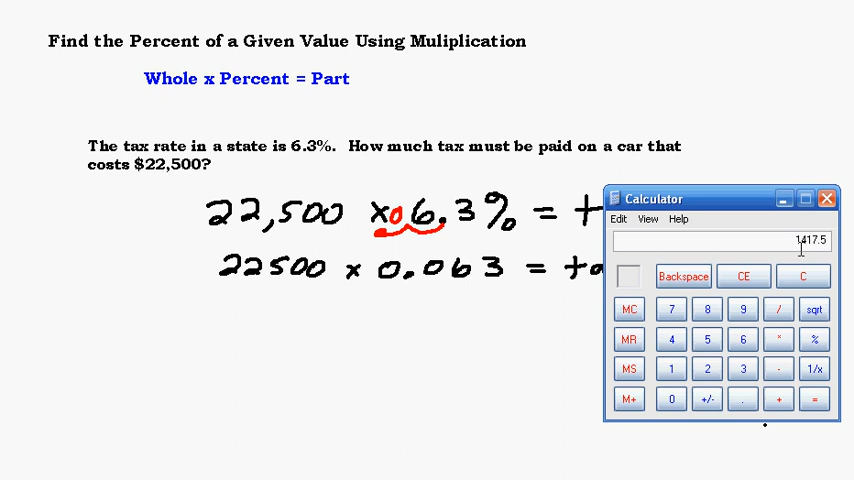 Find the Percent of a Given Value Using Muliplication
Whole x Percent = Part
The tax rate in a state is 6.3%. How much tax must be paid on a car that
costs $22,500?
22,500 x 0 6.3% = t
22500 x 0.063 = ta
Calculator
Edit View Help
1417.5
Backspace CE C
MC 7 8 9 / sqrt
MR 4 5 6 * %
MS 1 2 3 - 1/x
M+ 0 +/- . + =